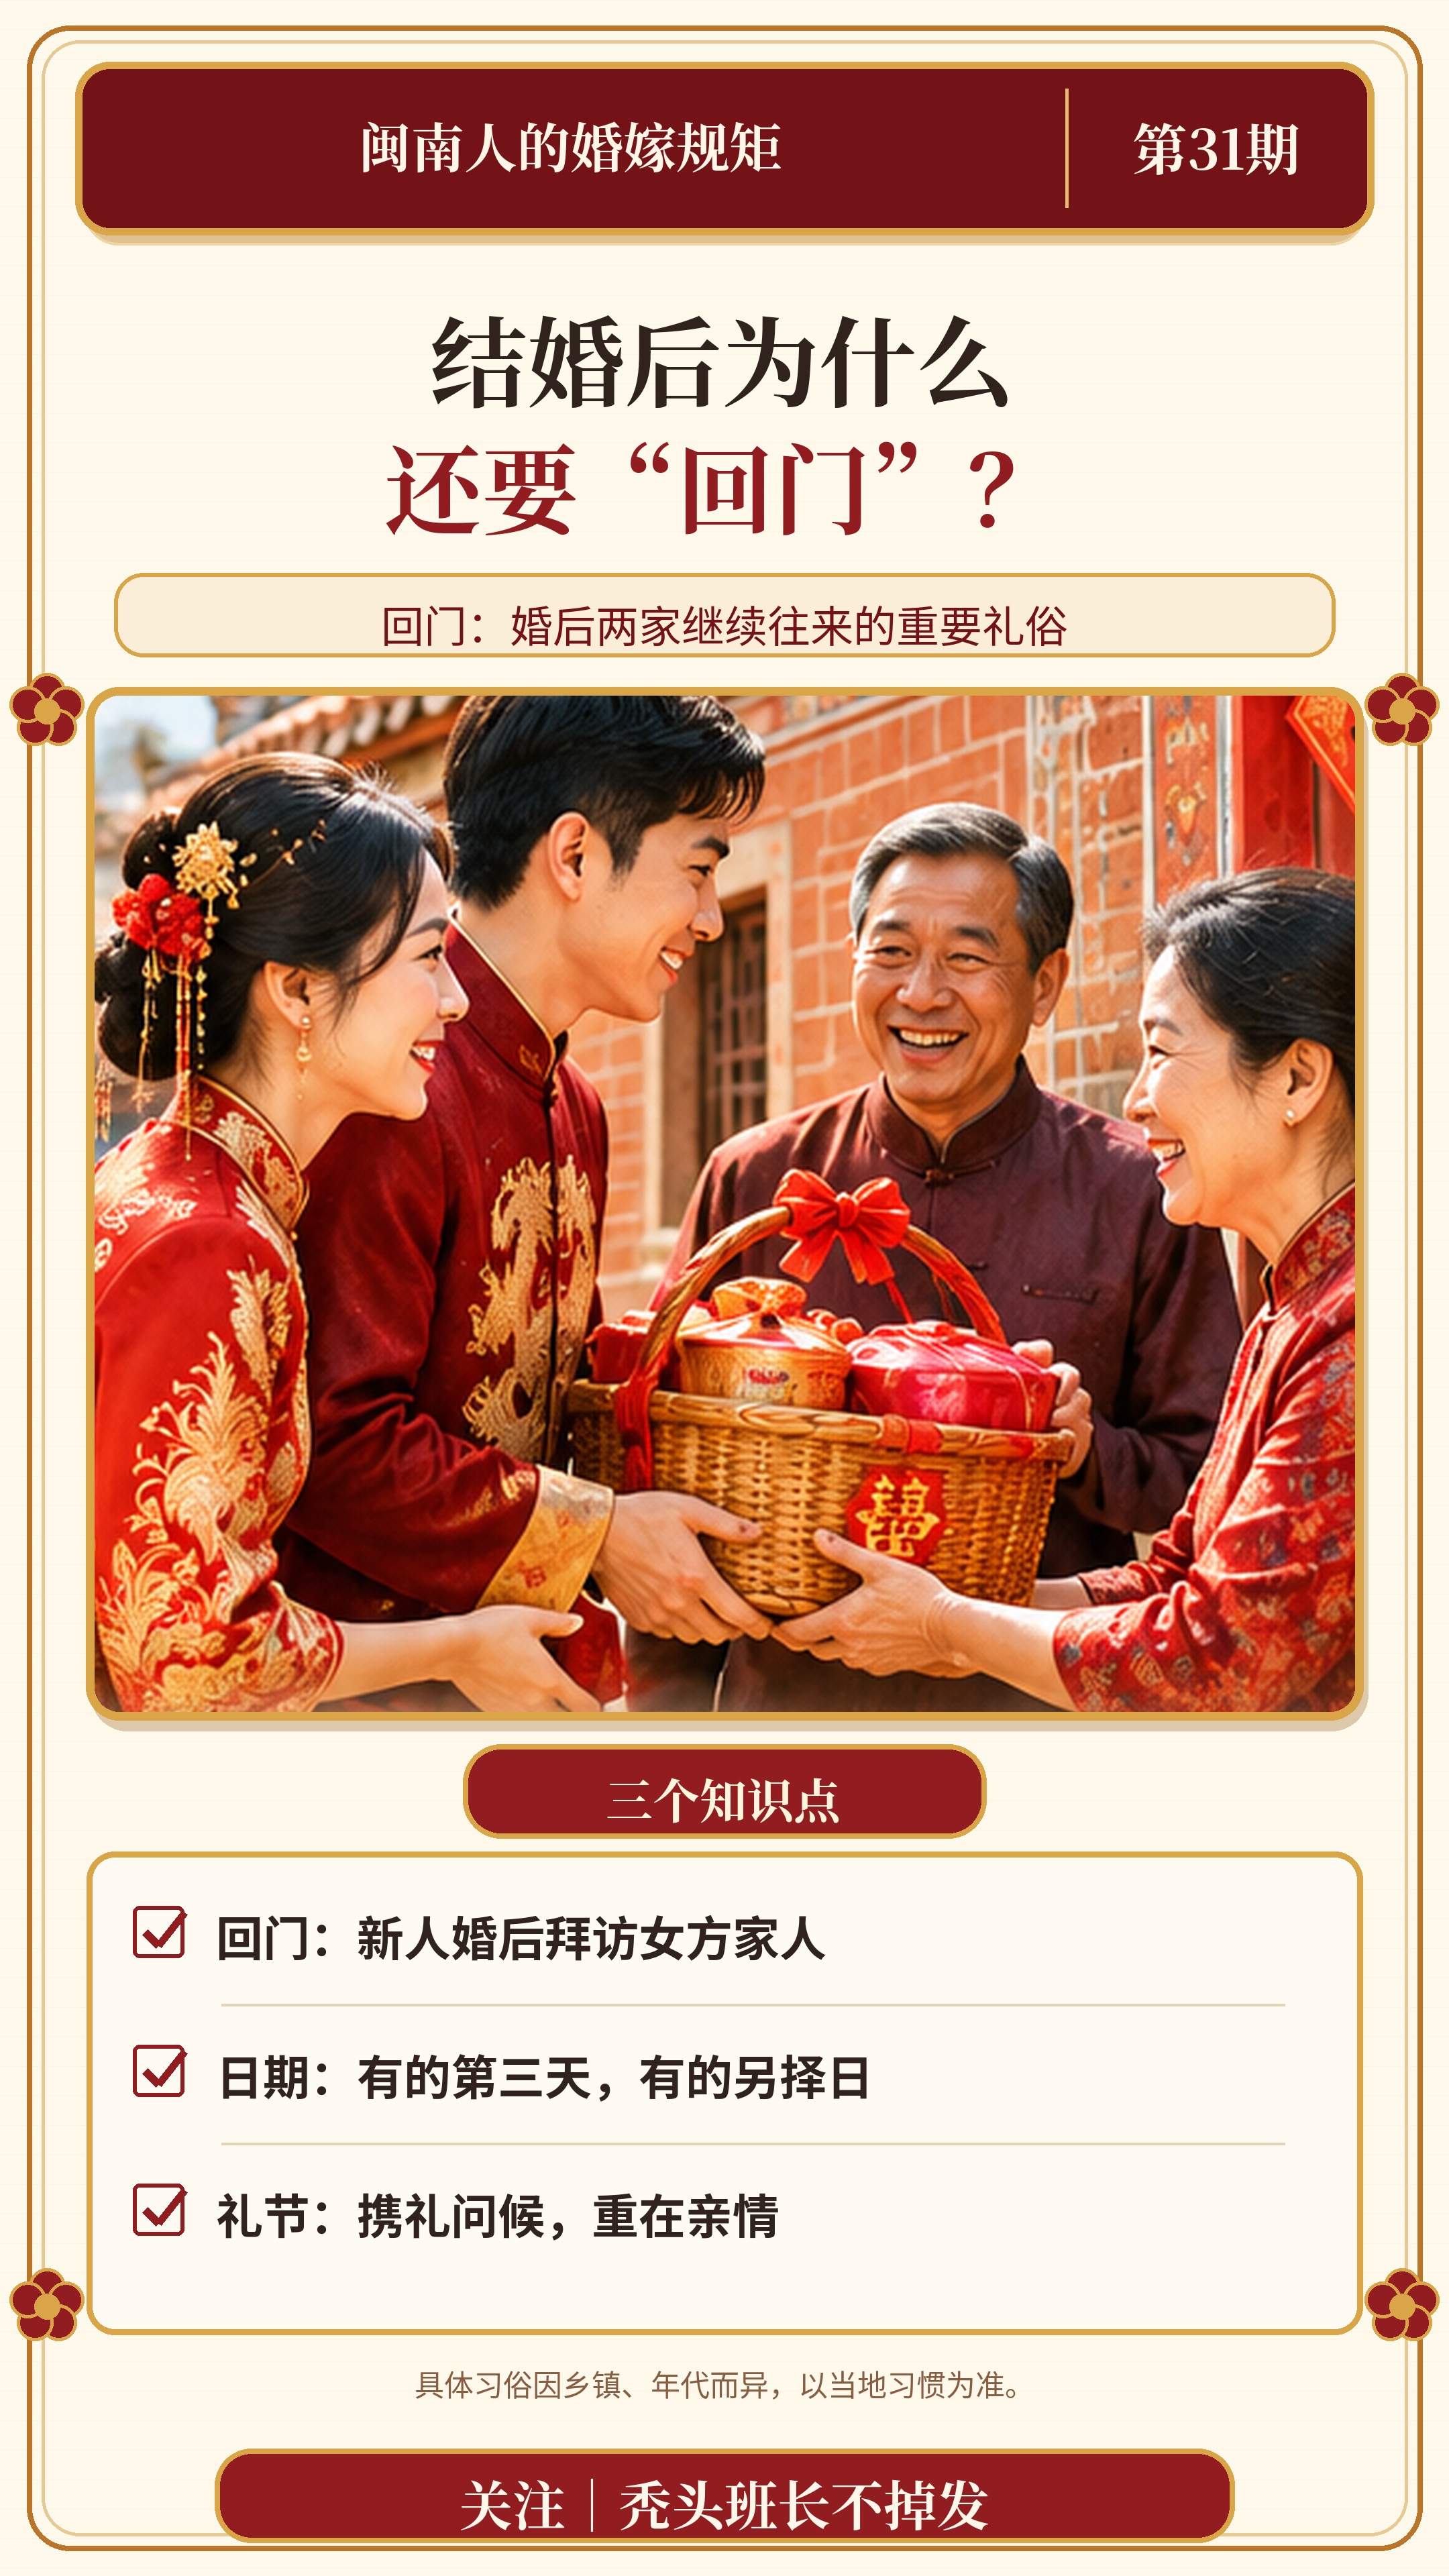 闽南人的婚嫁规矩
第31期
结婚后为什么
还要“回门”？
回门：婚后两家继续往来的重要礼俗
囍
三个知识点
回门：新人婚后拜访女方家人
日期：有的第三天，有的另择日
礼节：携礼问候，重在亲情
具体习俗因乡镇、年代而异，以当地习惯为准。
关注｜秃头班长不掉发